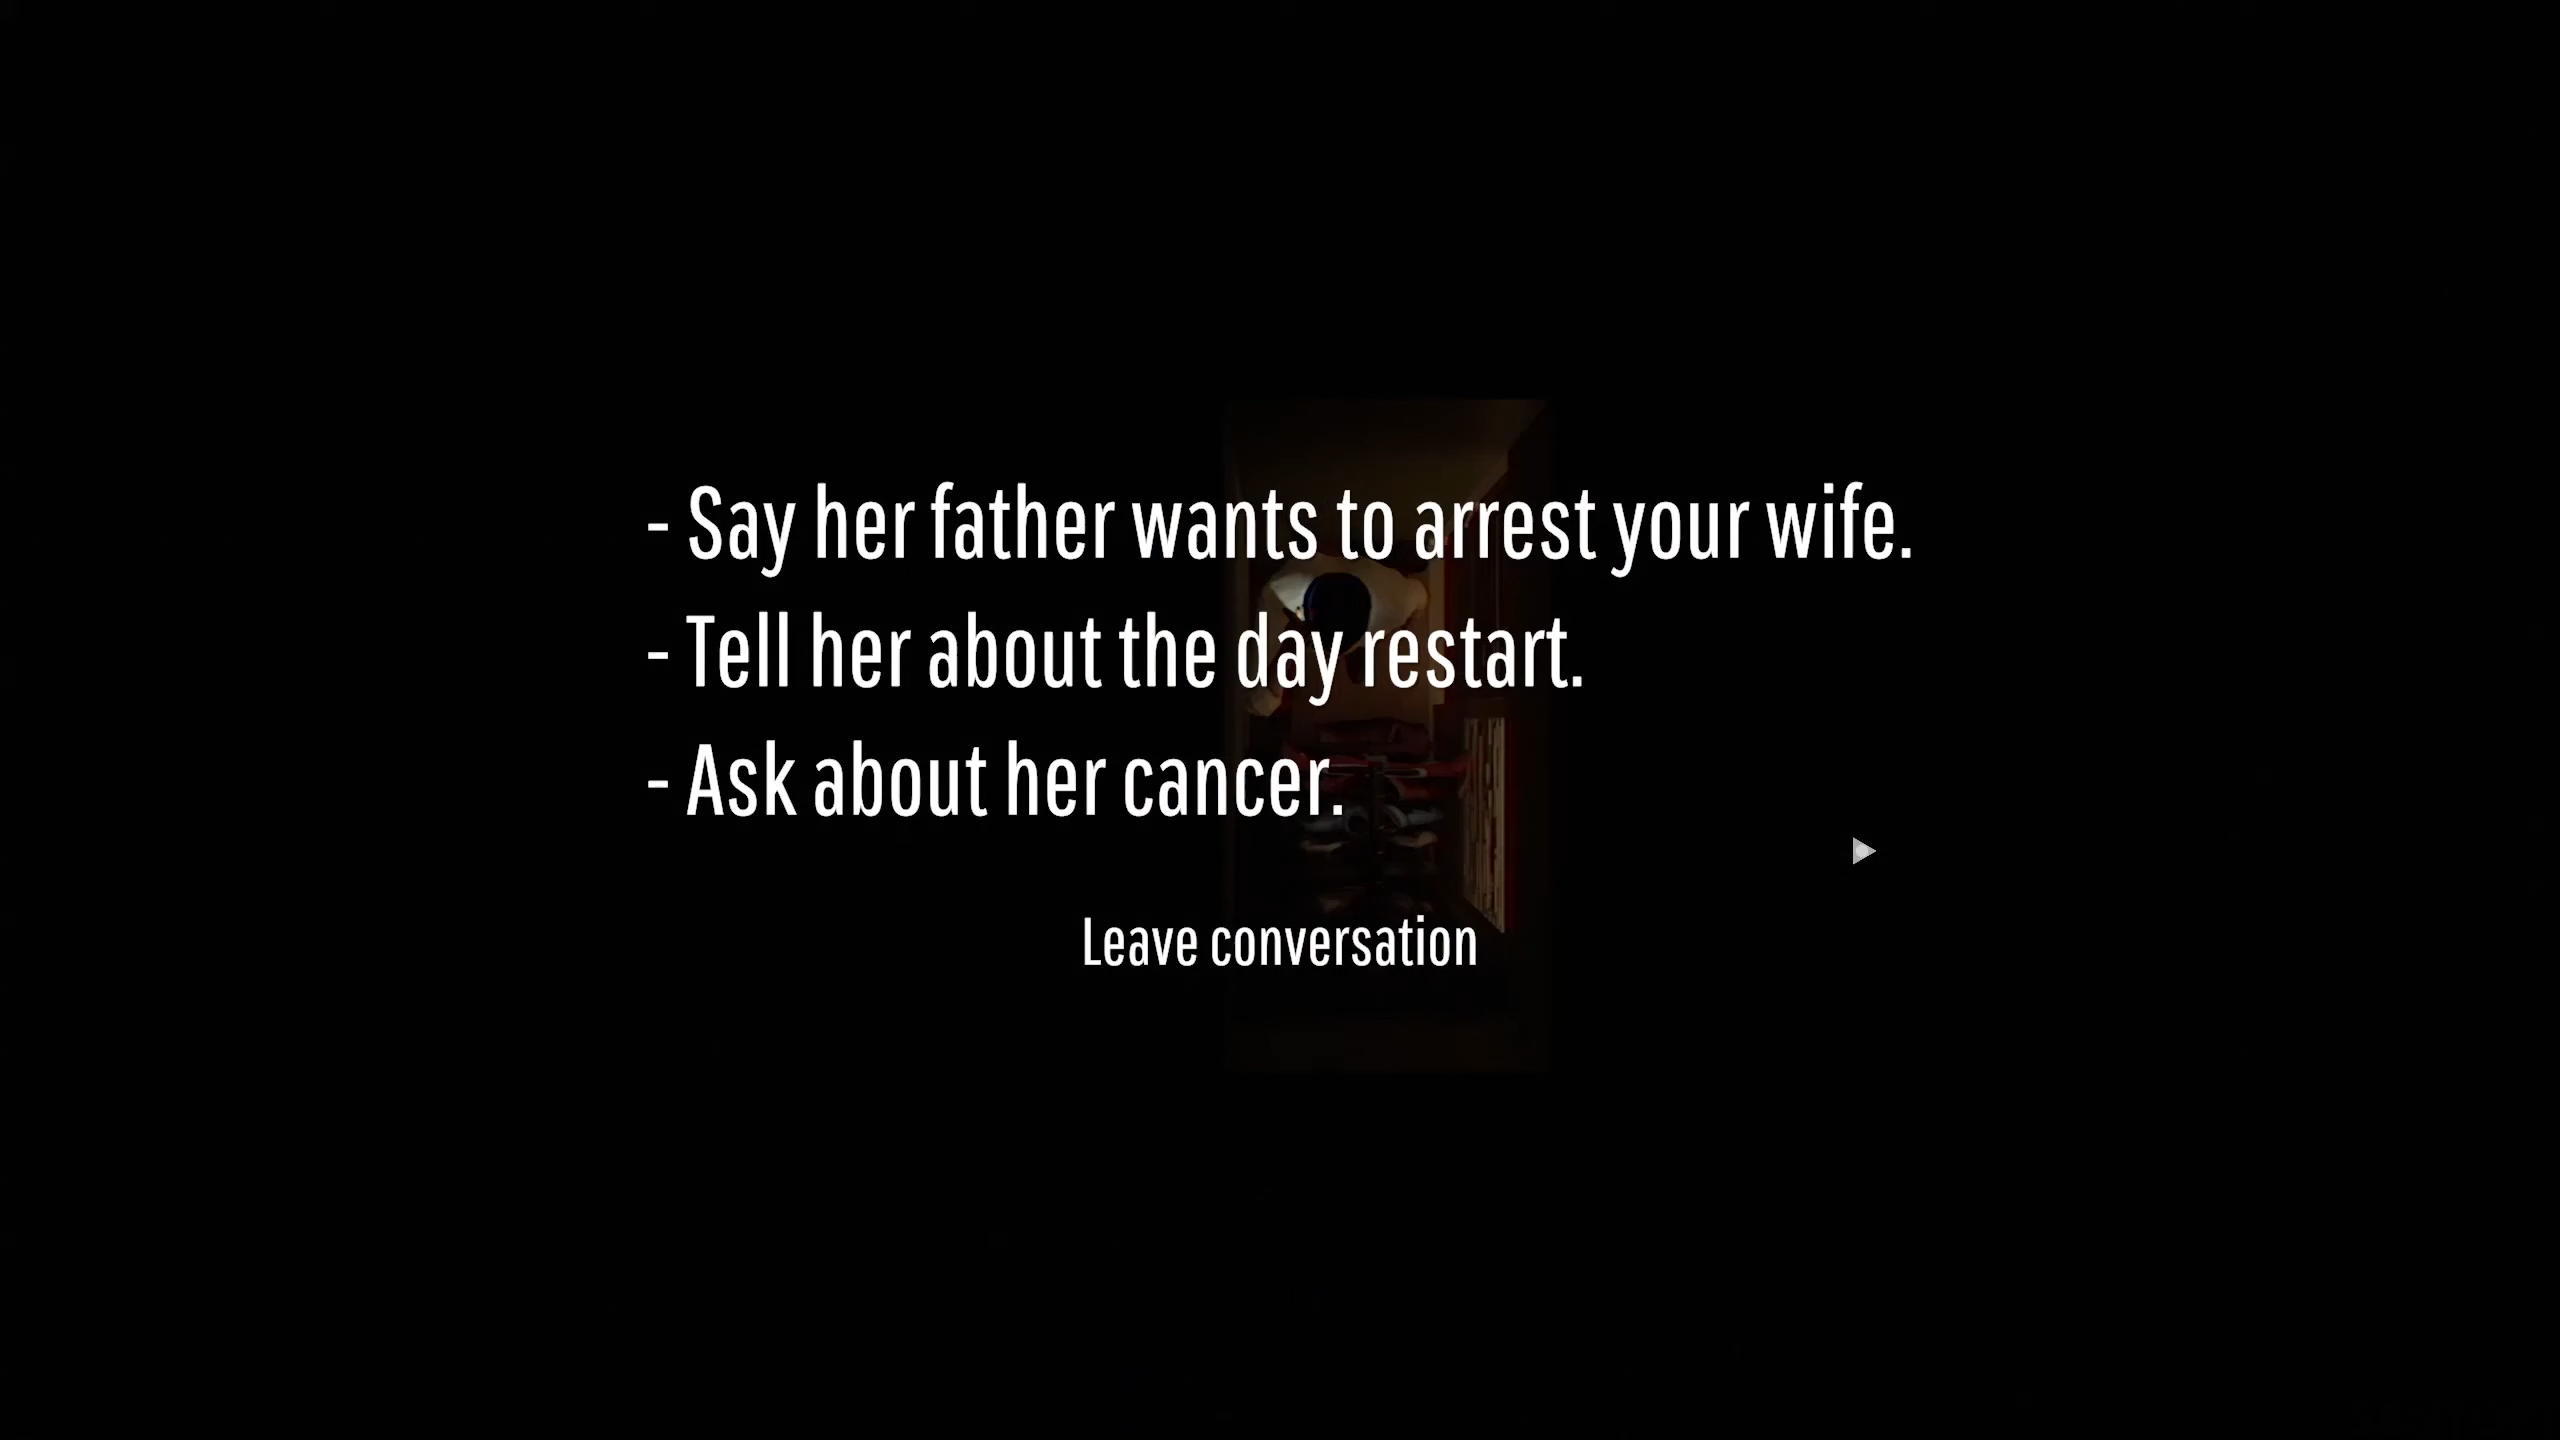 - Say her father wants to arrest your wife.
- Tell her about the day restart.
- Ask about her cancer.
Leave conversation